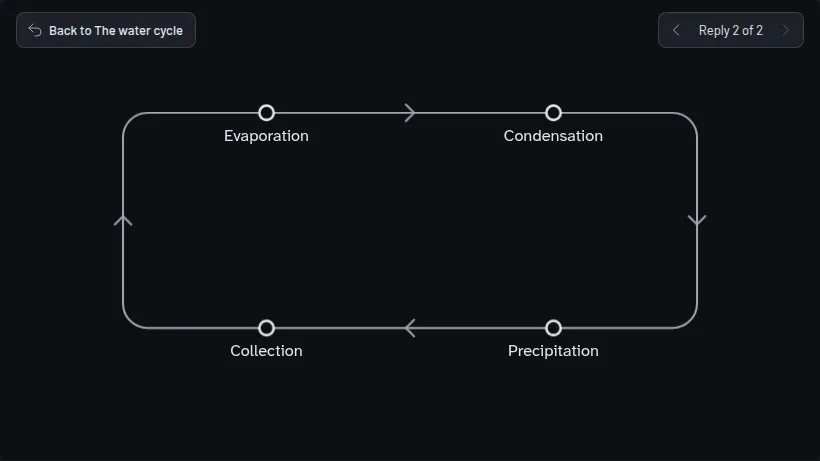 Back to The water cycle
Reply 2 of 2
Evaporation
Condensation
Collection
Precipitation